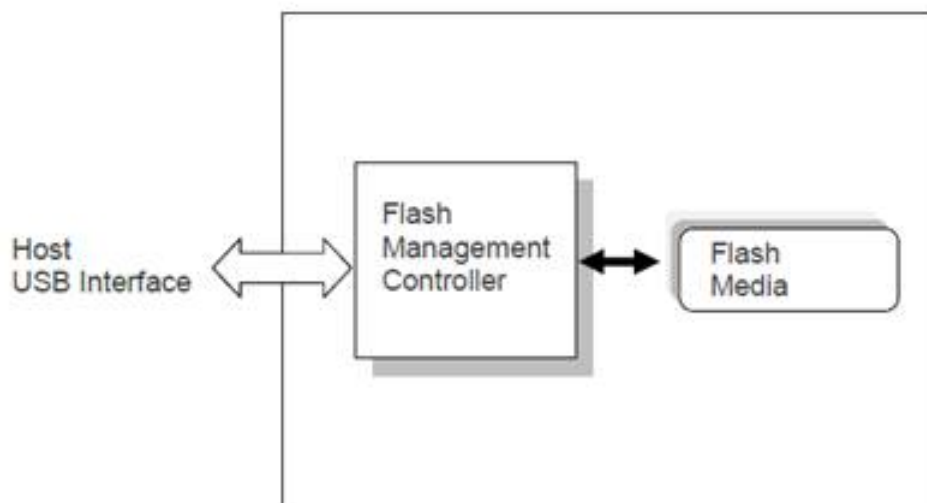 Host
USB Interface
Flash
Management
Controller
Flash
Media